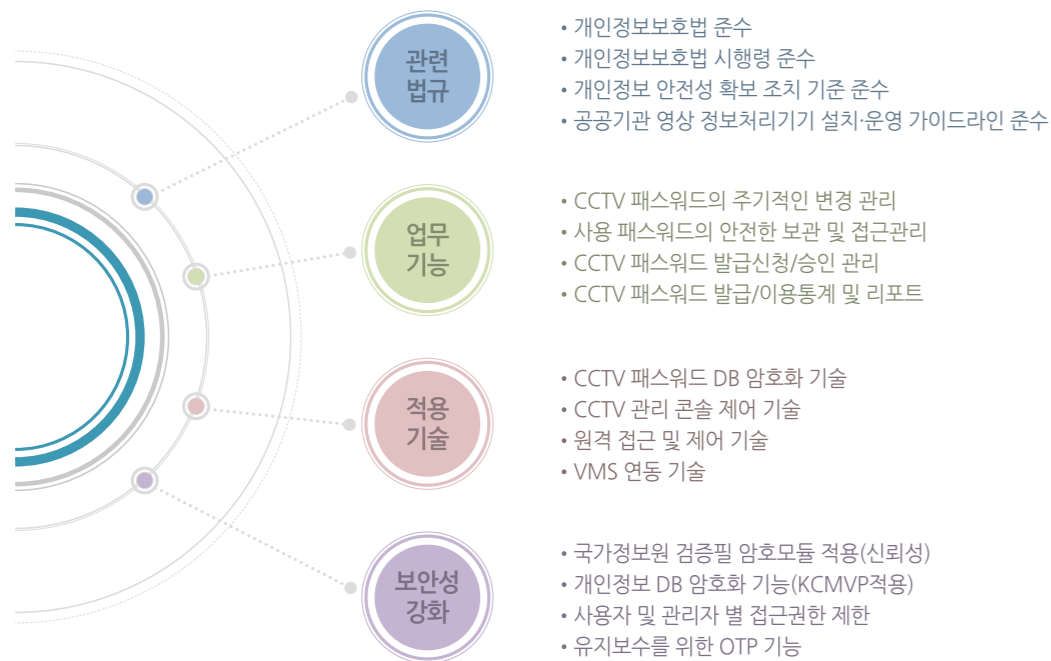 관련
법규
• 개인정보보호법 준수
• 개인정보보호법 시행령 준수
• 개인정보 안전성 확보 조치 기준 준수
• 공공기관 영상 정보처리기기 설치·운영 가이드라인 준수
업무
기능
• CCTV 패스워드의 주기적인 변경 관리
• 사용 패스워드의 안전한 보관 및 접근관리
• CCTV 패스워드 발급신청/승인 관리
• CCTV 패스워드 발급/이용통계 및 리포트
적용
기술
• CCTV 패스워드 DB 암호화 기술
• CCTV 관리 콘솔 제어 기술
• 원격 접근 및 제어 기술
• VMS 연동 기술
보안성
강화
• 국가정보원 검증필 암호모듈 적용(신뢰성)
• 개인정보 DB 암호화 기능(KCMVP적용)
• 사용자 및 관리자 별 접근권한 제한
• 유지보수를 위한 OTP 기능